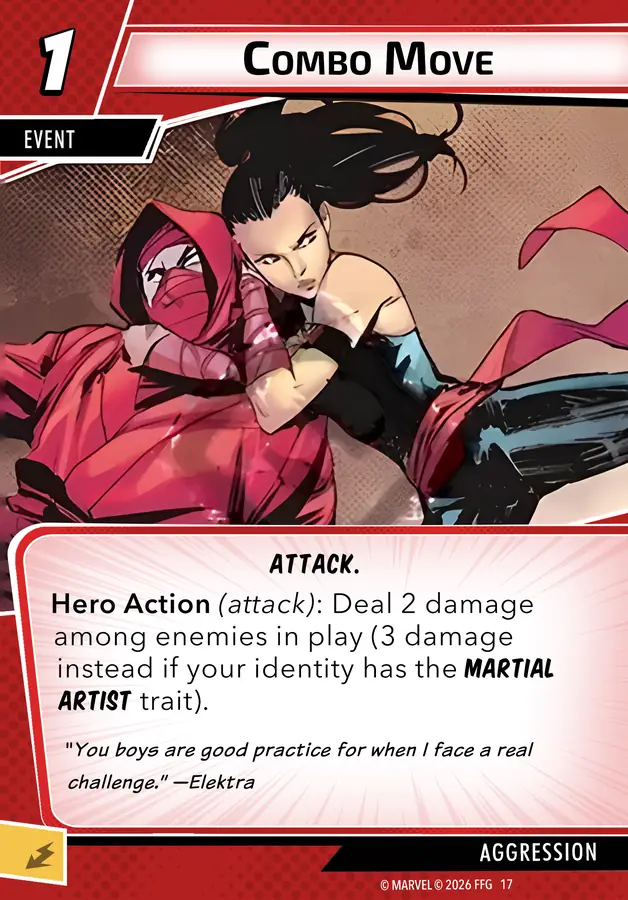 1
COMBO MOVE
EVENT
ATTACK.
Hero Action (attack): Deal 2 damage
among enemies in play (3 damage
instead if your identity has the MARTIAL
ARTIST trait).
"You boys are good practice for when I face a real
challenge." —Elektra
AGGRESSION
© MARVEL © 2026 FFG 17